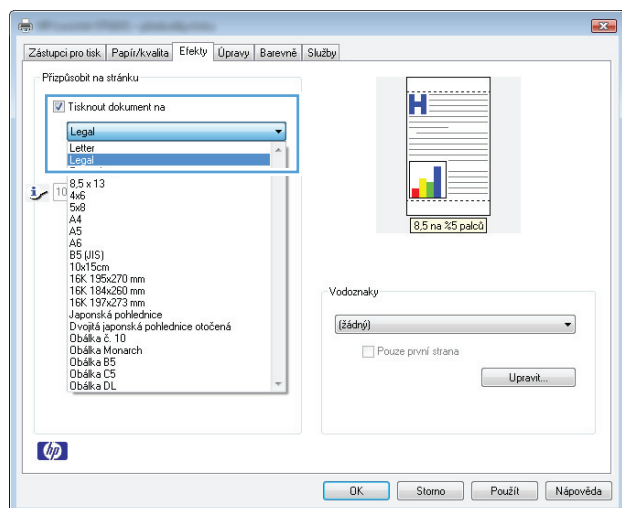 Zástupci pro tisk Papír/kvalita Efekty Úpravy Barevně Služby
Přizpůsobit na stránku
Tisknout dokument na
Legal
Letter
Legal
10
8,5 x 13
4x6
5x8
A4
A5
A6
B5 (JIS)
10x15cm
16K 195x270 mm
16K 184x260 mm
16K 197x273 mm
Japonská pohlednice
Dvojitá japonská pohlednice otočená
Obálka č. 10
Obálka Monarch
Obálka B5
Obálka C5
Obálka DL
H
8,5 na %5 palců
Vodoznaky
(žádný)
Pouze první strana
Upravit...
hp
OK Storno Použít Nápověda